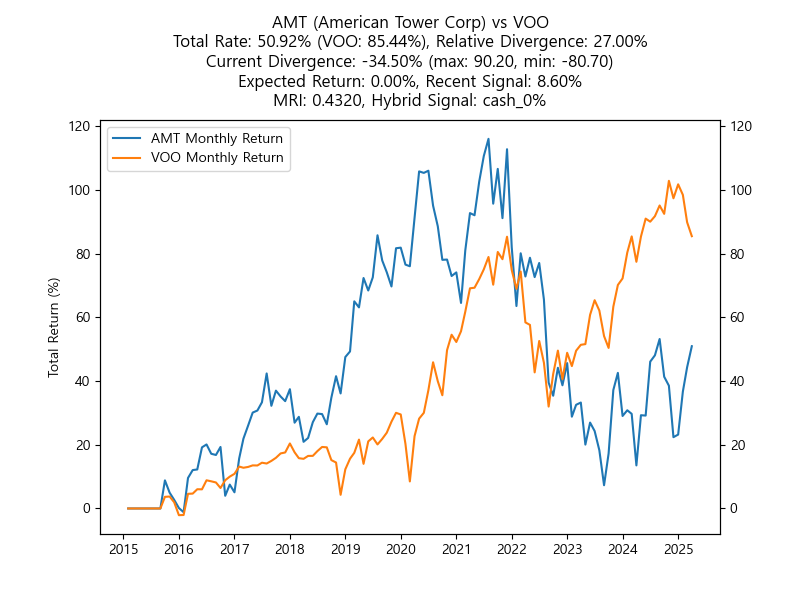 AMT (American Tower Corp) vs VOO
Total Rate: 50.92% (VOO: 85.44%), Relative Divergence: 27.00%
Current Divergence: -34.50% (max: 90.20, min: -80.70)
Expected Return: 0.00%, Recent Signal: 8.60%
MRI: 0.4320, Hybrid Signal: cash_0%
AMT Monthly Return
VOO Monthly Return
Total Return (%)
120 120
100 100
80 80
60 60
40 40
20 20
0 0
2015 2016 2017 2018 2019 2020 2021 2022 2023 2024 2025